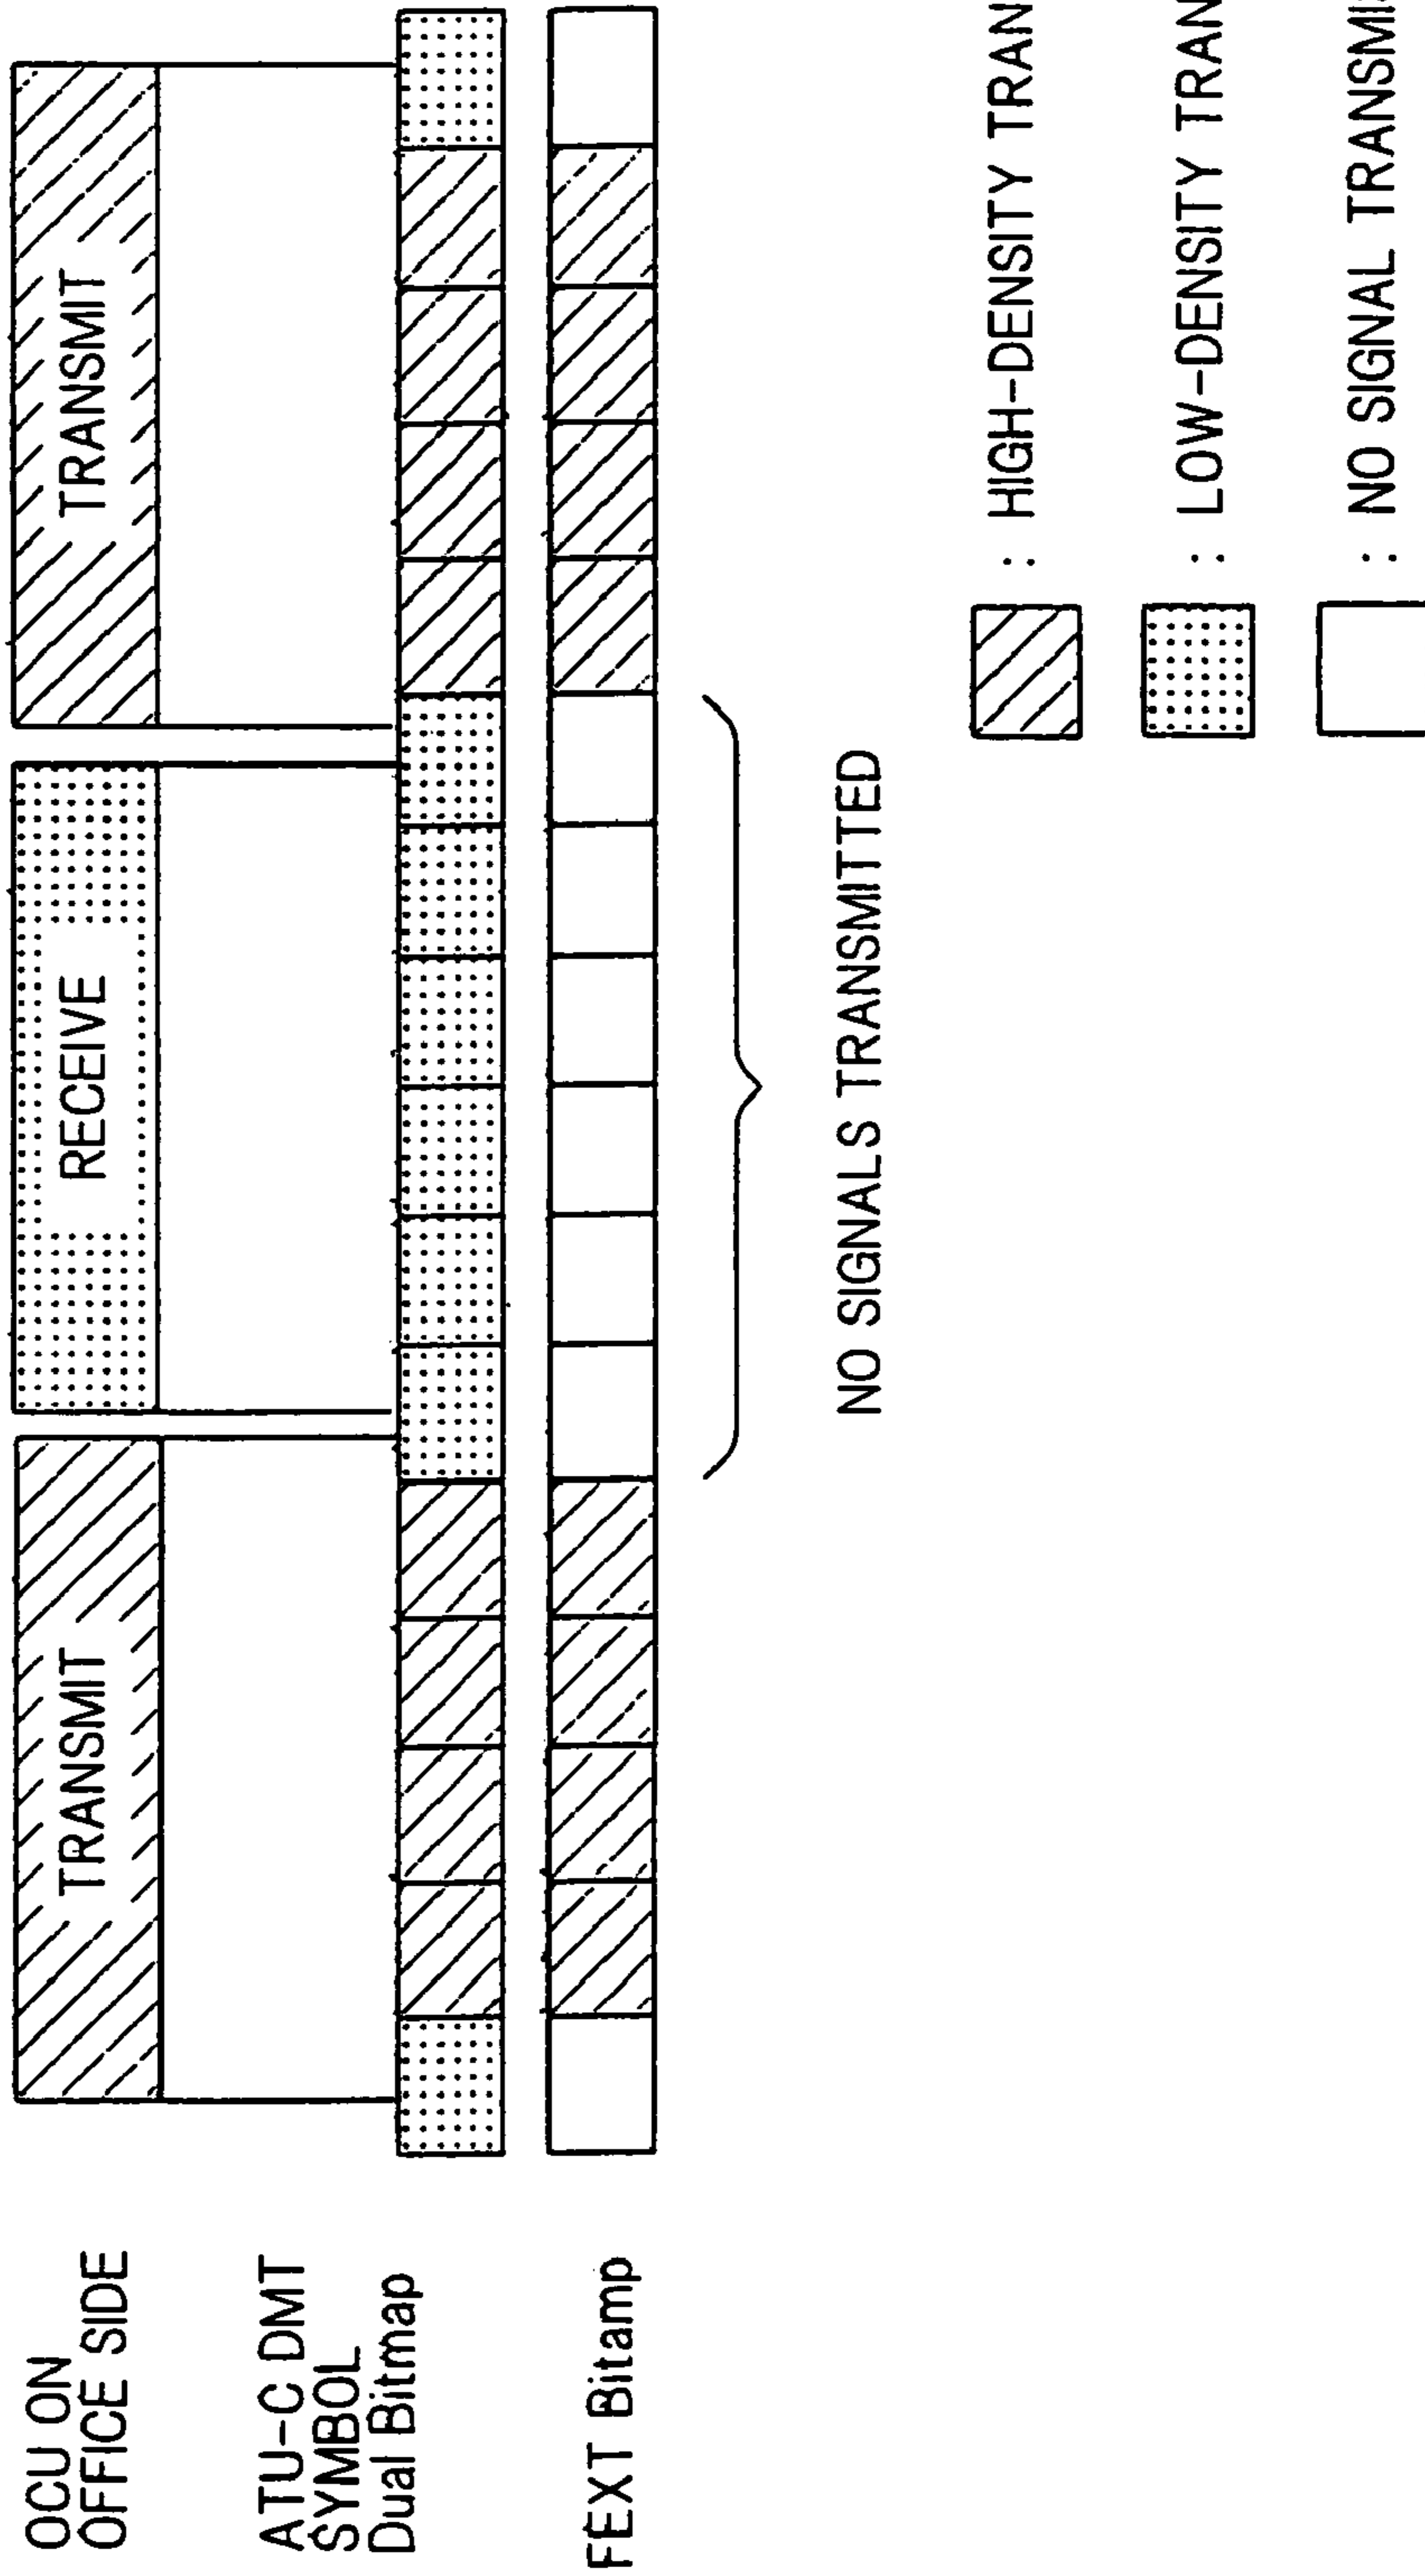 OCU ON
OFFICE SIDE
TRANSMIT
RECEIVE
TRANSMIT
ATU-C DMT
SYMBOL
Dual Bitmap
FEXT Bitamp
NO SIGNALS TRANSMITTED
: HIGH-DENSITY TRAN
: LOW-DENSITY TRAN
: NO SIGNAL TRANSMI